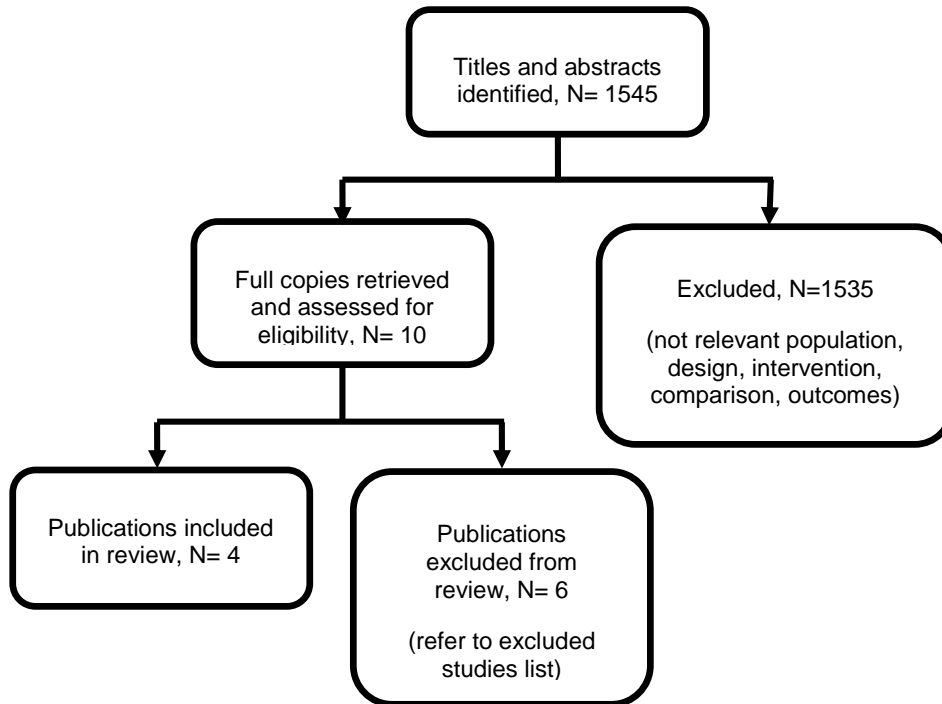 Titles and abstracts
identified, N= 1545
Full copies retrieved
and assessed for
eligibility, N= 10
Excluded, N=1535
(not relevant population,
design, intervention,
comparison, outcomes)
Publications included
in review, N= 4
Publications
excluded from
review, N= 6
(refer to excluded
studies list)